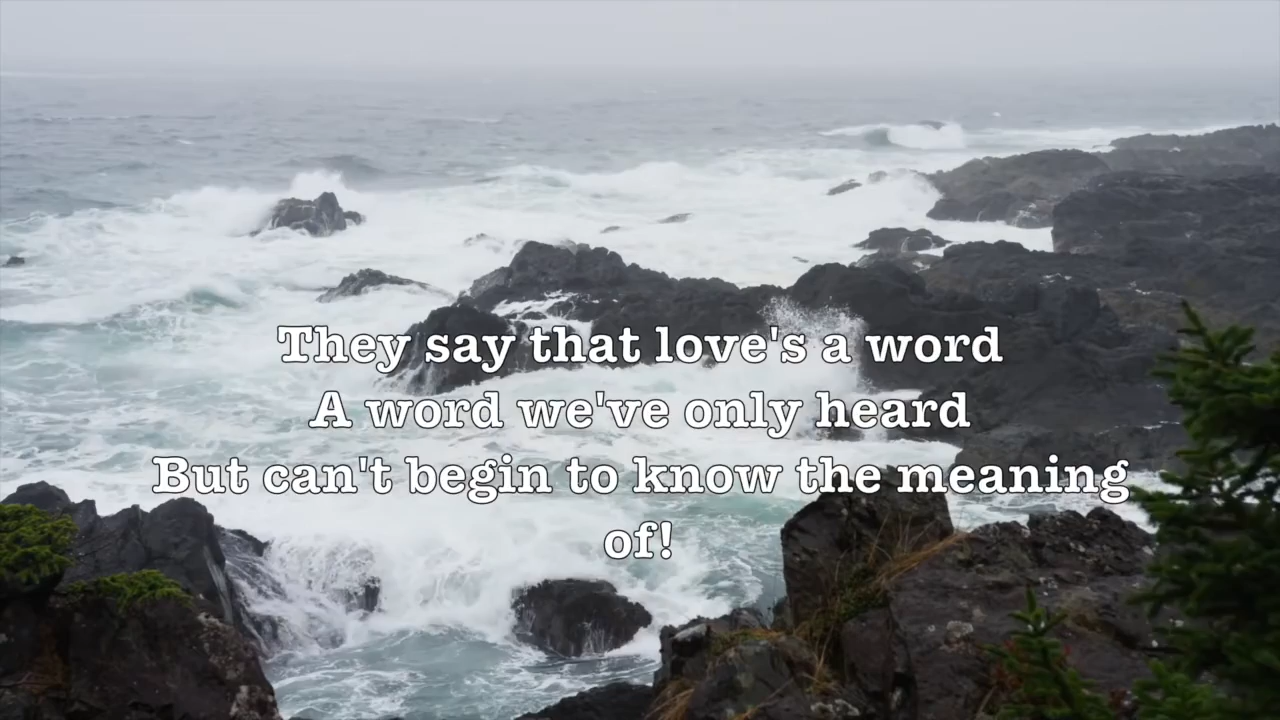 They say that love's a word
A word we've only heard
But can't begin to know the meaning
of!